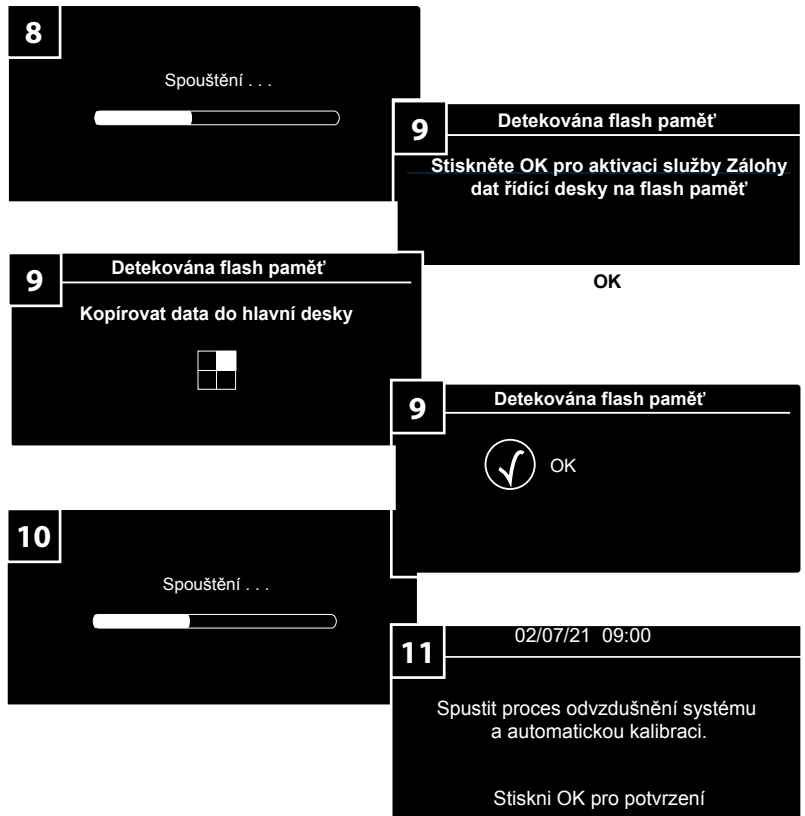 8
Spouštění . . .
9
Detekována flash paměť
Stiskněte OK pro aktivaci služby Zálohy
dat řídící desky na flash paměť
OK
9
Detekována flash paměť
Kopírovat data do hlavní desky
9
Detekována flash paměť
OK
10
Spouštění . . .
11
02/07/21 09:00
Spustit proces odvzdušnění systému
a automatickou kalibraci.
Stiskni OK pro potvrzení